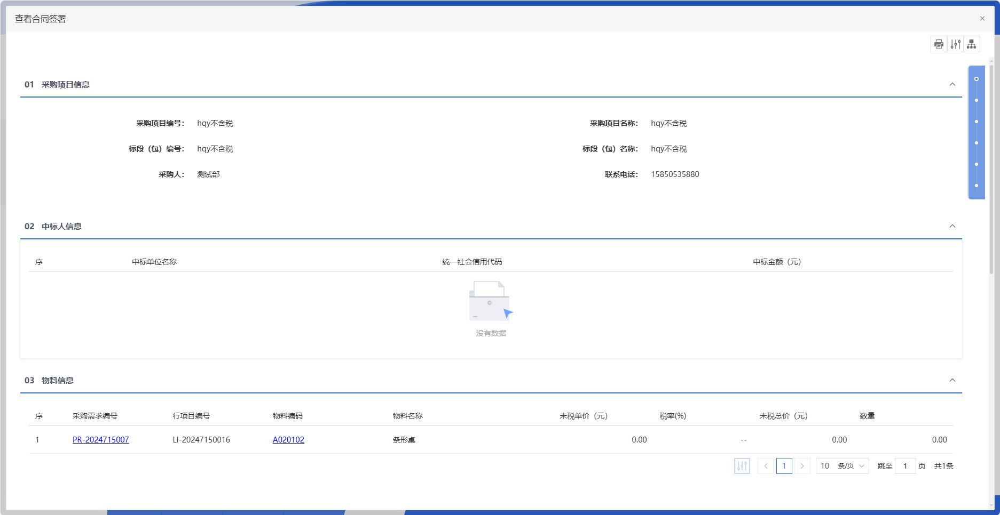 查看合同签署
01 采购项目信息
采购项目编号： hqy不含税 采购项目名称： hqy不含税
标段（包）编号： hqy不含税 标段（包）名称： hqy不含税
采购人： 测试部 联系电话： 15850535880
02 中标人信息
序 中标单位名称 统一社会信用代码 中标金额（元）
没有数据
03 物料信息
序 采购需求编号 行项目编号 物料编码 物料名称 未税单价（元） 税率(%) 未税总价（元） 数量
1 PR-2024715007 LI-20247150016 A020102 条形桌 0.00 -- 0.00 0.00
1 10 条/页 跳至 1 页 共1条